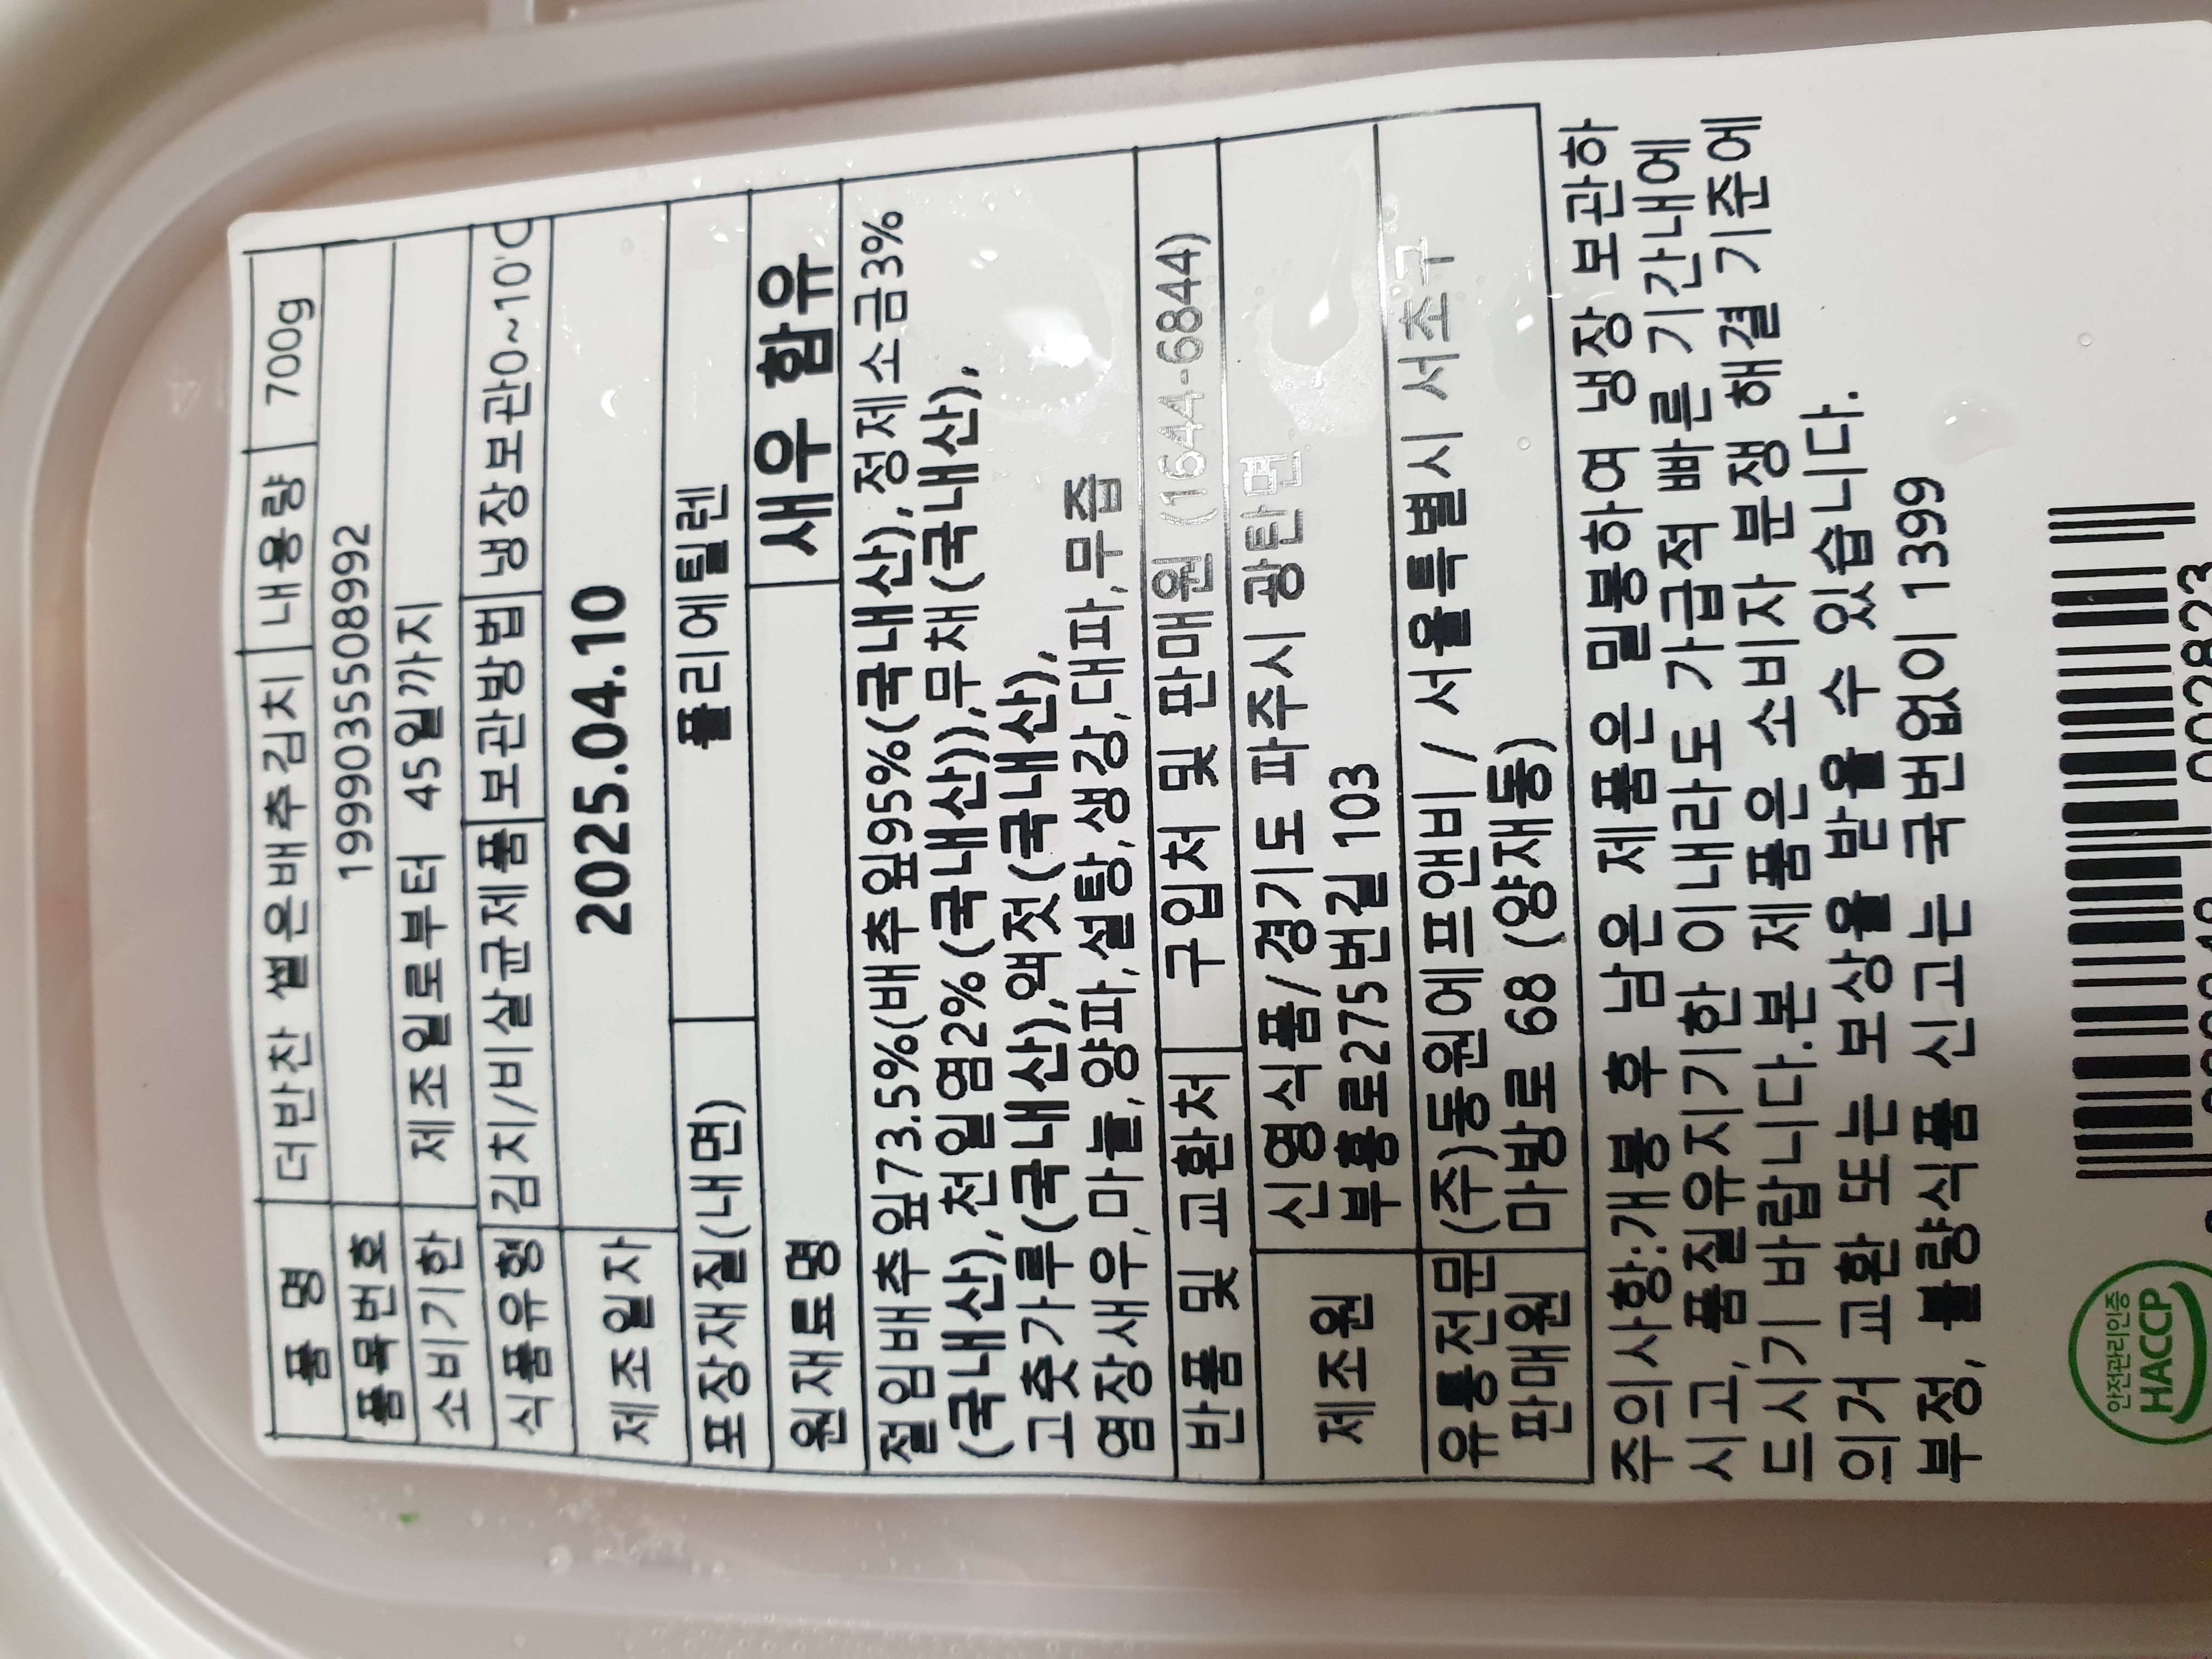 품 명 더반찬 썰은배추김치 내용량 700g
품목번호 1999035508992
소비기한 제조일로부터 45일까지
식품유형 김치/비살균제품 보관방법 냉장보관0~10℃
제조일자 2025.04.10
포장재질(내면) 폴리에틸렌
원재료명 새우 함유
절임배추잎73.5%(배추잎95%(국내산),정제소금3%
(국내산),천일염2%(국내산)),무채(국내산),
고춧가루(국내산),액젓(국내산),
염장새우,마늘,양파,설탕,생강,대파,무즙
반품 및 교환처 구입처 및 판매원 (1644-6844)
제조원 신영식품/경기도 파주시 광탄면
부흥로275번길 103
유통전문 (주)동원에프앤비 / 서울특별시 서초구
판매원 마방로 68 (양재동)
주의사항:개봉 후 남은 제품은 밀봉하여 냉장 보관하
시고, 품질유지기한 이내라도 가급적 빠른 기간내에
드시기 바랍니다.본 제품은 소비자 분쟁 해결 기준에
의거 교환 또는 보상을 받을 수 있습니다.
부정, 불량식품 신고는 국번없이 1399
안전관리인증
HACCP